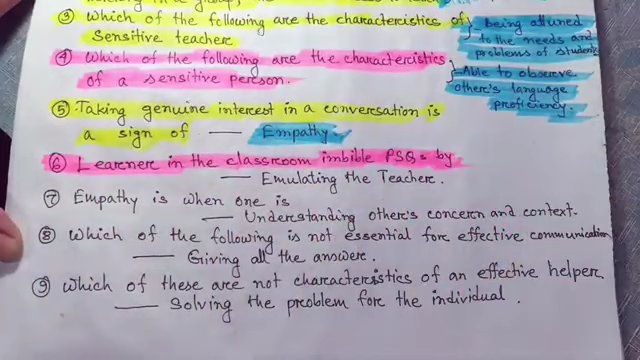 ③ Which of the following are the characteristics of
Sensitive teacher
being attuned
to the needs and
problems of students
④ Which of the following are the characteristics
of a sensitive person.
Able to observe
other's language
proficiency.
⑤ Taking genuine interest in a conversation is
a sign of — Empathy
⑥ Learners in the classroom imbible PSQs by
— Emulating the Teacher.
⑦ Empathy is when one is
— Understanding other's concern and context.
⑧ Which of the following is not essential for effective communication
— Giving all the answer.
⑨ Which of these are not characteristics of an effective helper
— Solving the problem for the individual.